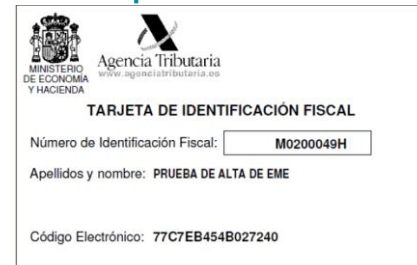 MINISTERIO
DE ECONOMÍA
Y HACIENDA
Agencia Tributaria
www.agenciatributaria.es
TARJETA DE IDENTIFICACIÓN FISCAL
Número de Identificación Fiscal: M0200049H
Apellidos y nombre: PRUEBA DE ALTA DE EME
Código Electrónico: 77C7EB454B027240